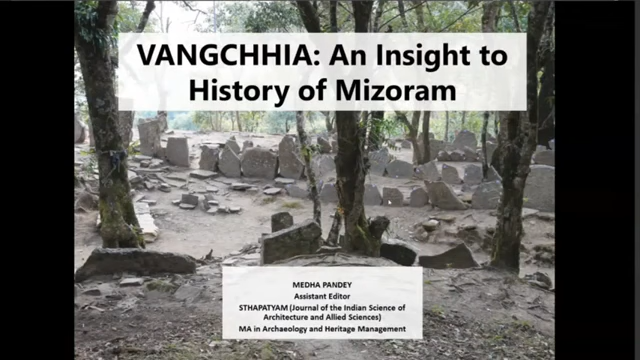 VANGCHHIA: An Insight to
History of Mizoram
MEDHA PANDEY
Assistant Editor
STHAPATYAM (Journal of the Indian Science of
Architecture and Allied Sciences)
MA in Archaeology and Heritage Management